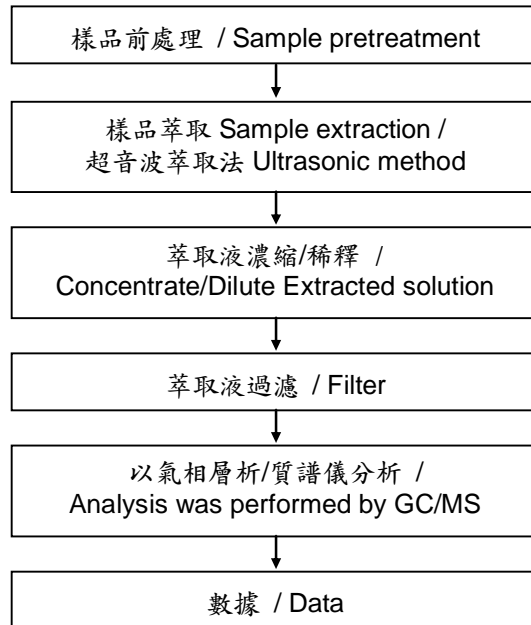 樣品前處理 / Sample pretreatment
樣品萃取 Sample extraction /
超音波萃取法 Ultrasonic method
萃取液濃縮/稀釋 /
Concentrate/Dilute Extracted solution
萃取液過濾 / Filter
以氣相層析/質譜儀分析 /
Analysis was performed by GC/MS
數據 / Data